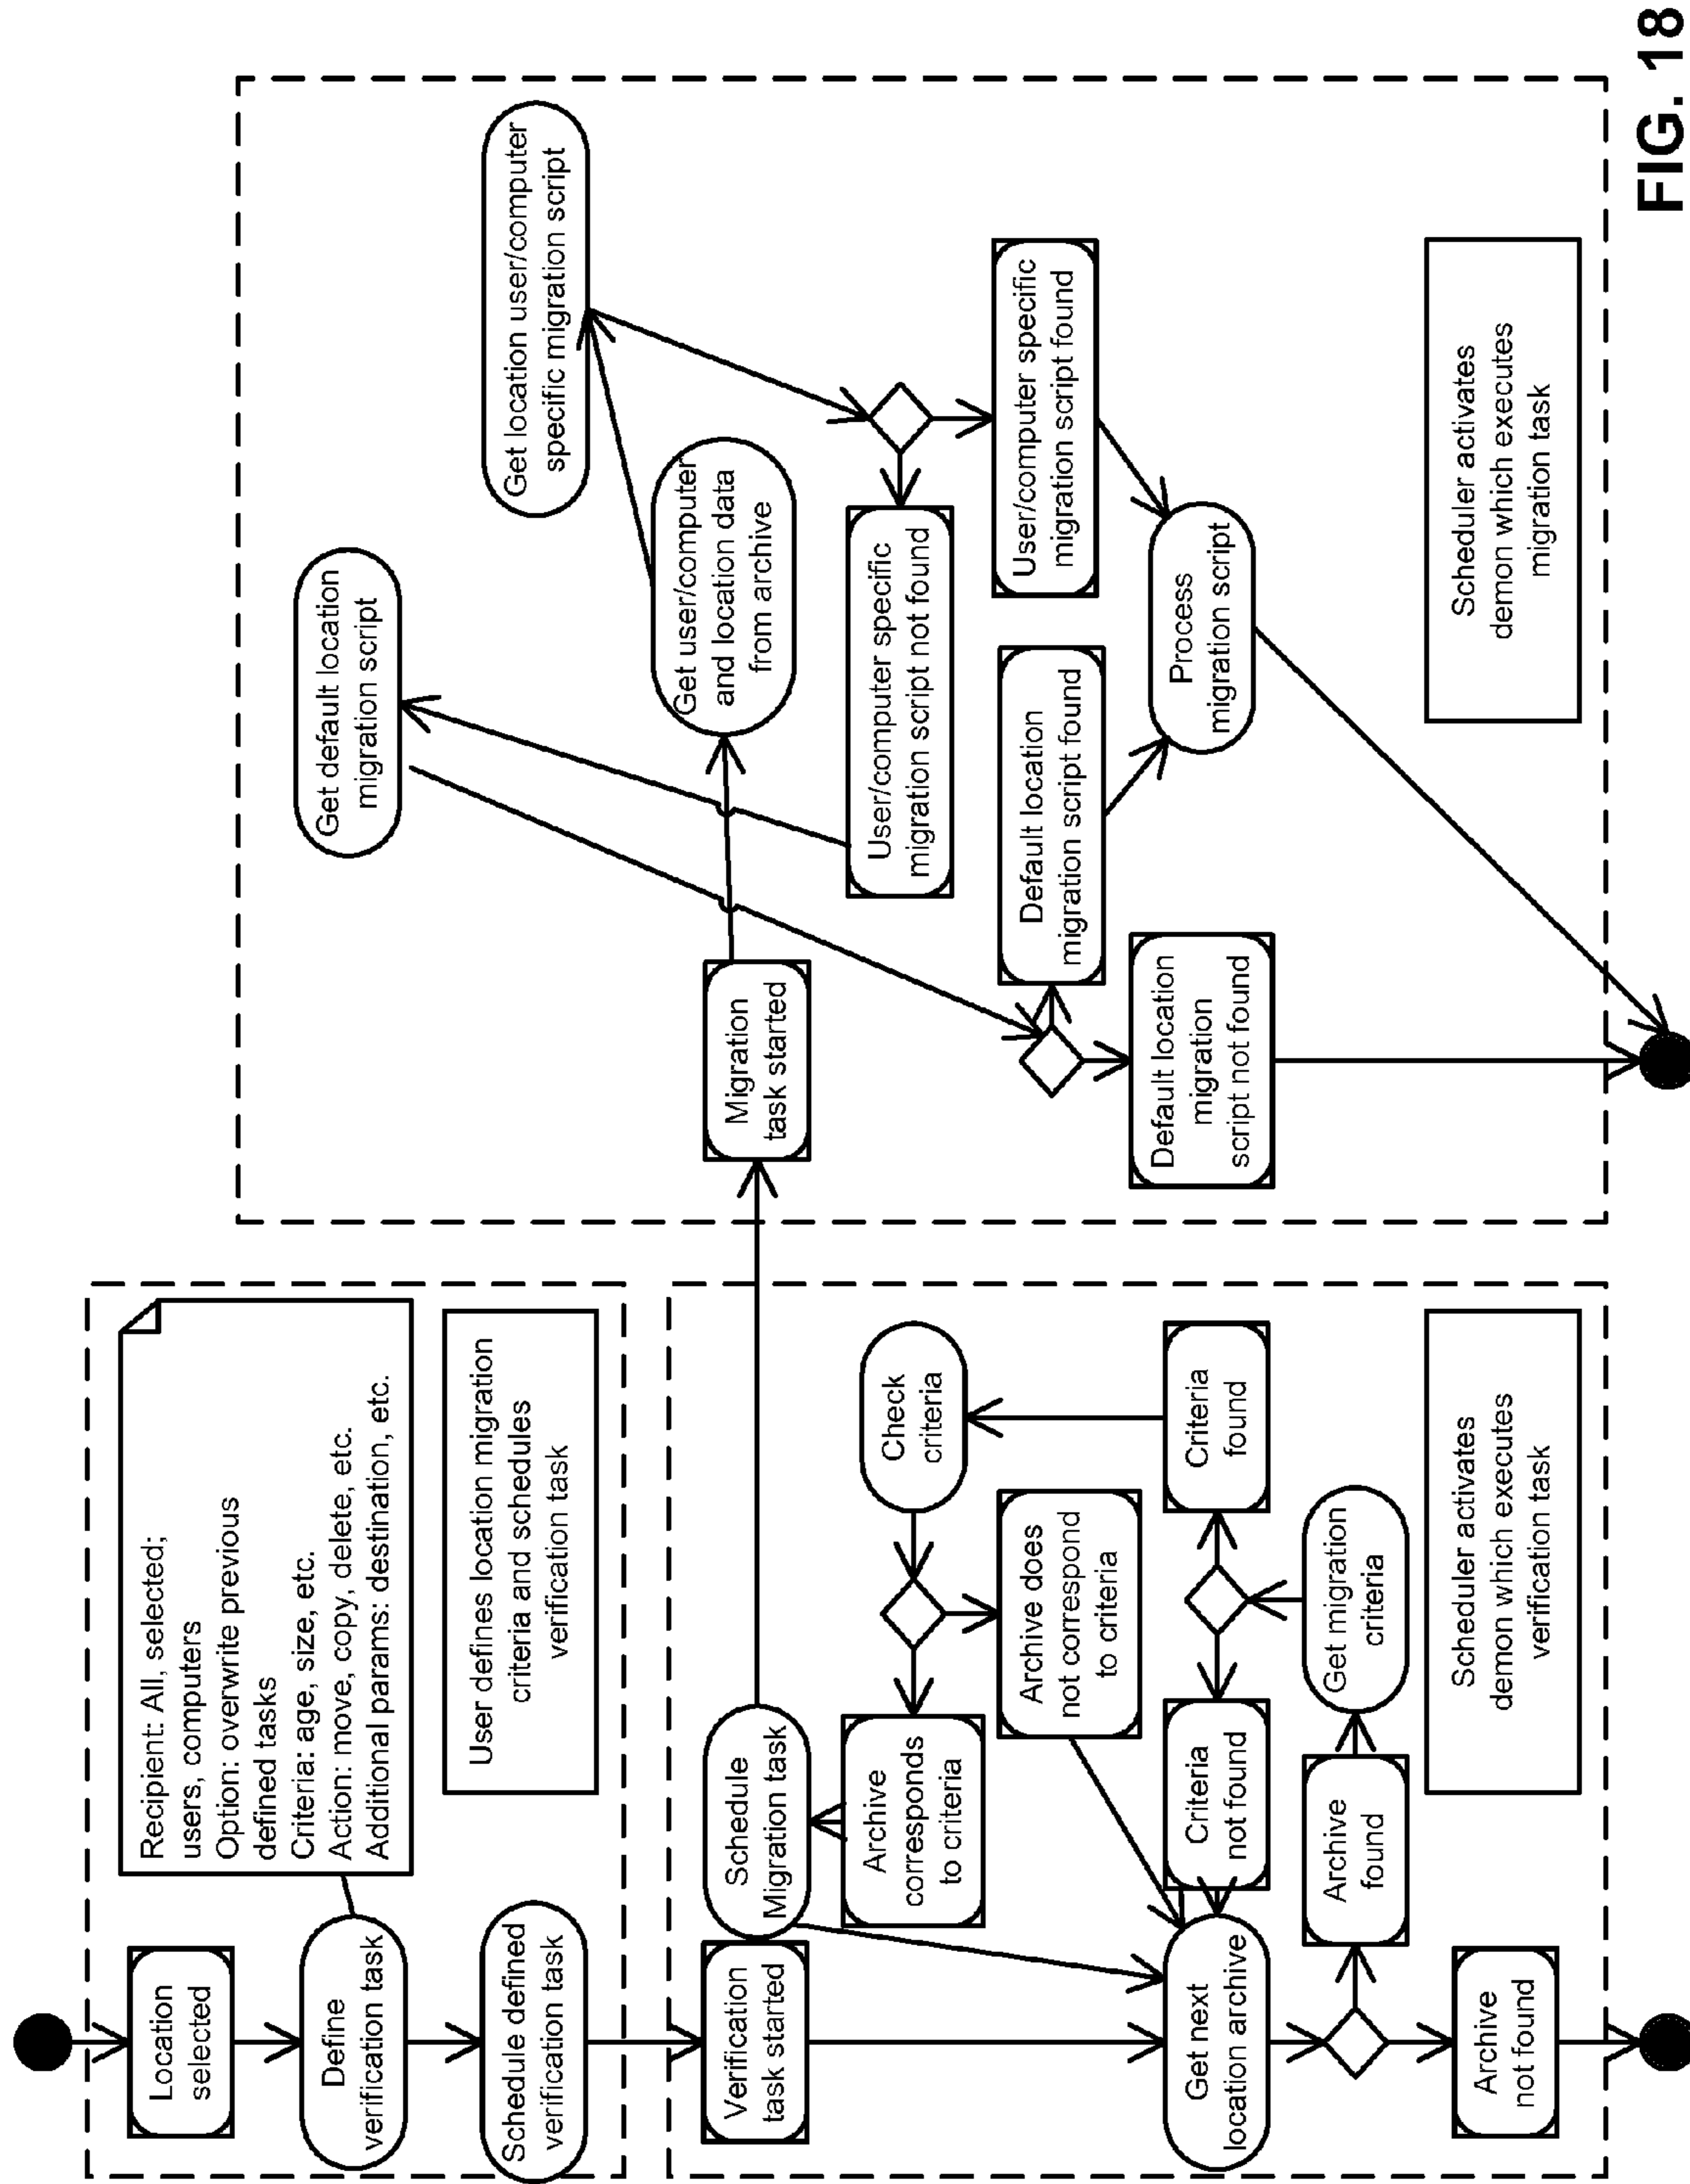 Location
selected
Define
verification task
Schedule defined
verification task
Recipient: All, selected;
users, computers
Option: overwrite previous
defined tasks
Criteria: age, size, etc.
Action: move, copy, delete, etc.
Additional params: destination, etc.
User defines location migration
criteria and schedules
verification task
Verification
task started
Schedule
Migration task
Archive
corresponds
to criteria
Check
criteria
Archive does
not correspond
to criteria
Get next
location archive
Criteria
not found
Criteria
found
Archive
found
Get migration
criteria
Archive
not found
Scheduler activates
demon which executes
verification task
Get default location
migration script
Get location user/computer
specific migration script
Migration
task started
Get user/computer
and location data
from archive
User/computer specific
migration script not found
User/computer specific
migration script found
Default location
migration script found
Default location
migration
script not found
Process
migration script
Scheduler activates
demon which executes
migration task
FIG. 18